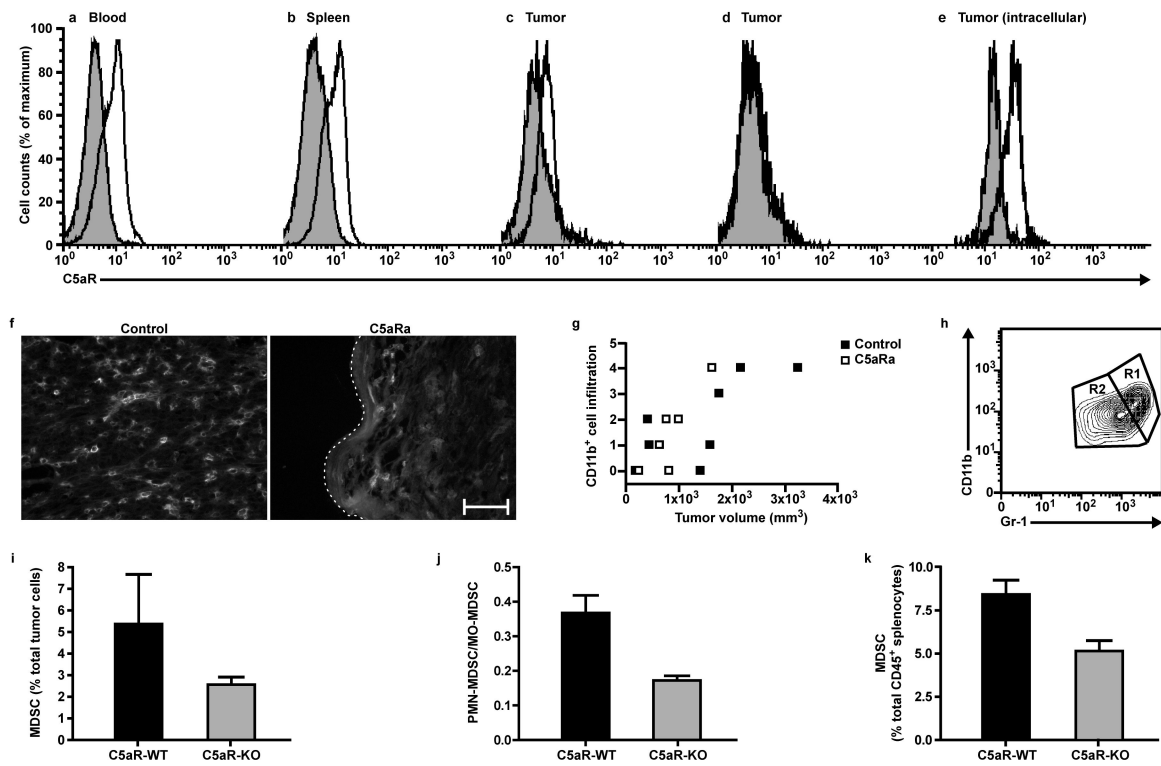 a Blood
b Spleen
c Tumor
d Tumor
e Tumor (intracellular)
Cell counts (% of maximum)
100
80
60
40
20
0
10⁰ 10¹ 10² 10³
10⁰ 10¹ 10² 10³
10⁰ 10¹ 10² 10³
10⁰ 10¹ 10² 10³
10⁰ 10¹ 10² 10³
C5aR
f
Control
C5aRa
g
CD11b⁺ cell infiltration
5
4
3
2
1
0
0 1x10³ 2x10³ 3x10³ 4x10³
Tumor volume (mm³)
Control
C5aRa
h
CD11b
10³
10²
10¹
0
R2
R1
0 10¹ 10² 10³
Gr-1
i
MDSC (% total tumor cells)
8
7
6
5
4
3
2
1
0
C5aR-WT C5aR-KO
j
PMN-MDSC/MO-MDSC
0.5
0.4
0.3
0.2
0.1
0.0
C5aR-WT C5aR-KO
k
MDSC
(% total CD45⁺ splenocytes)
10.0
7.5
5.0
2.5
0.0
C5aR-WT C5aR-KO